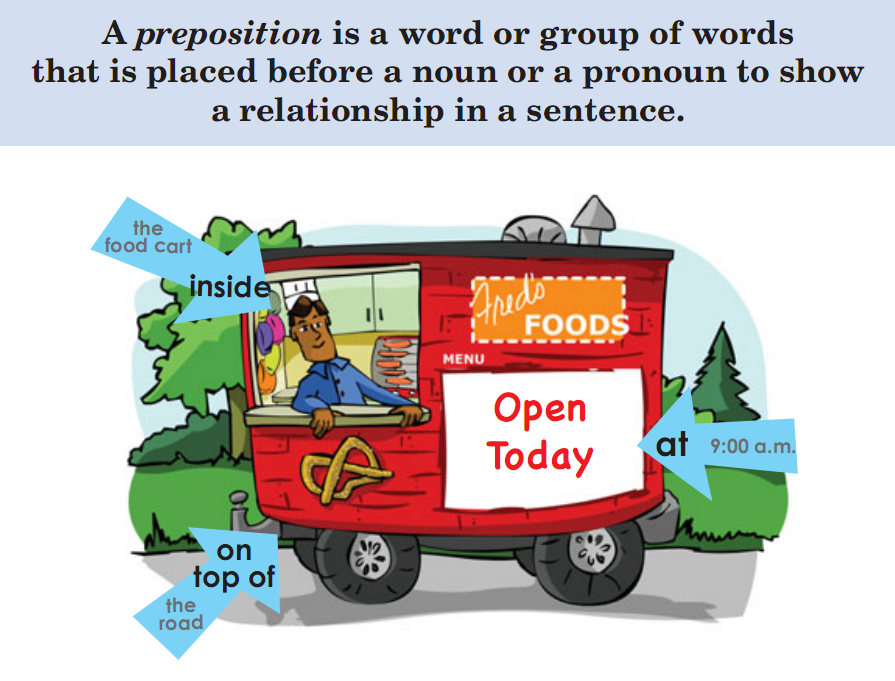 A preposition is a word or group of words
that is placed before a noun or a pronoun to show
a relationship in a sentence.
the
food cart
inside
Fred's
FOODS
MENU
Open
Today
at 9:00 a.m.
on
top of
the
road